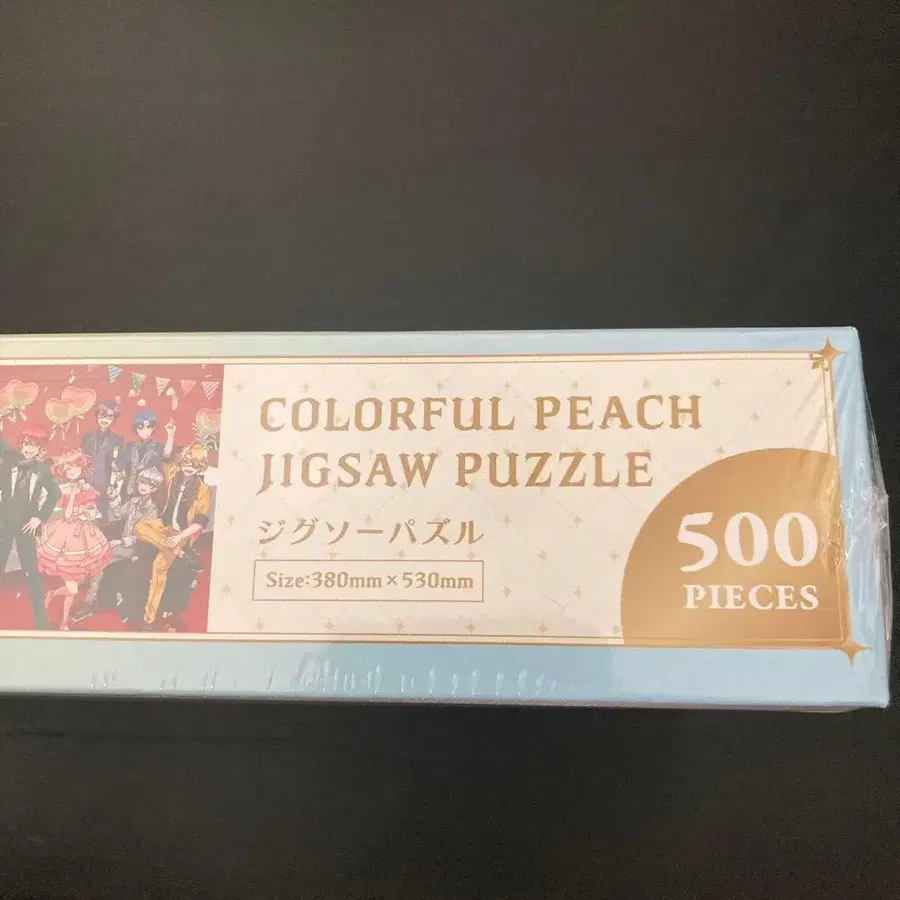 COLORFUL PEACH
JIGSAW PUZZLE
ジグソーパズル
Size:380mm×530mm
500
PIECES